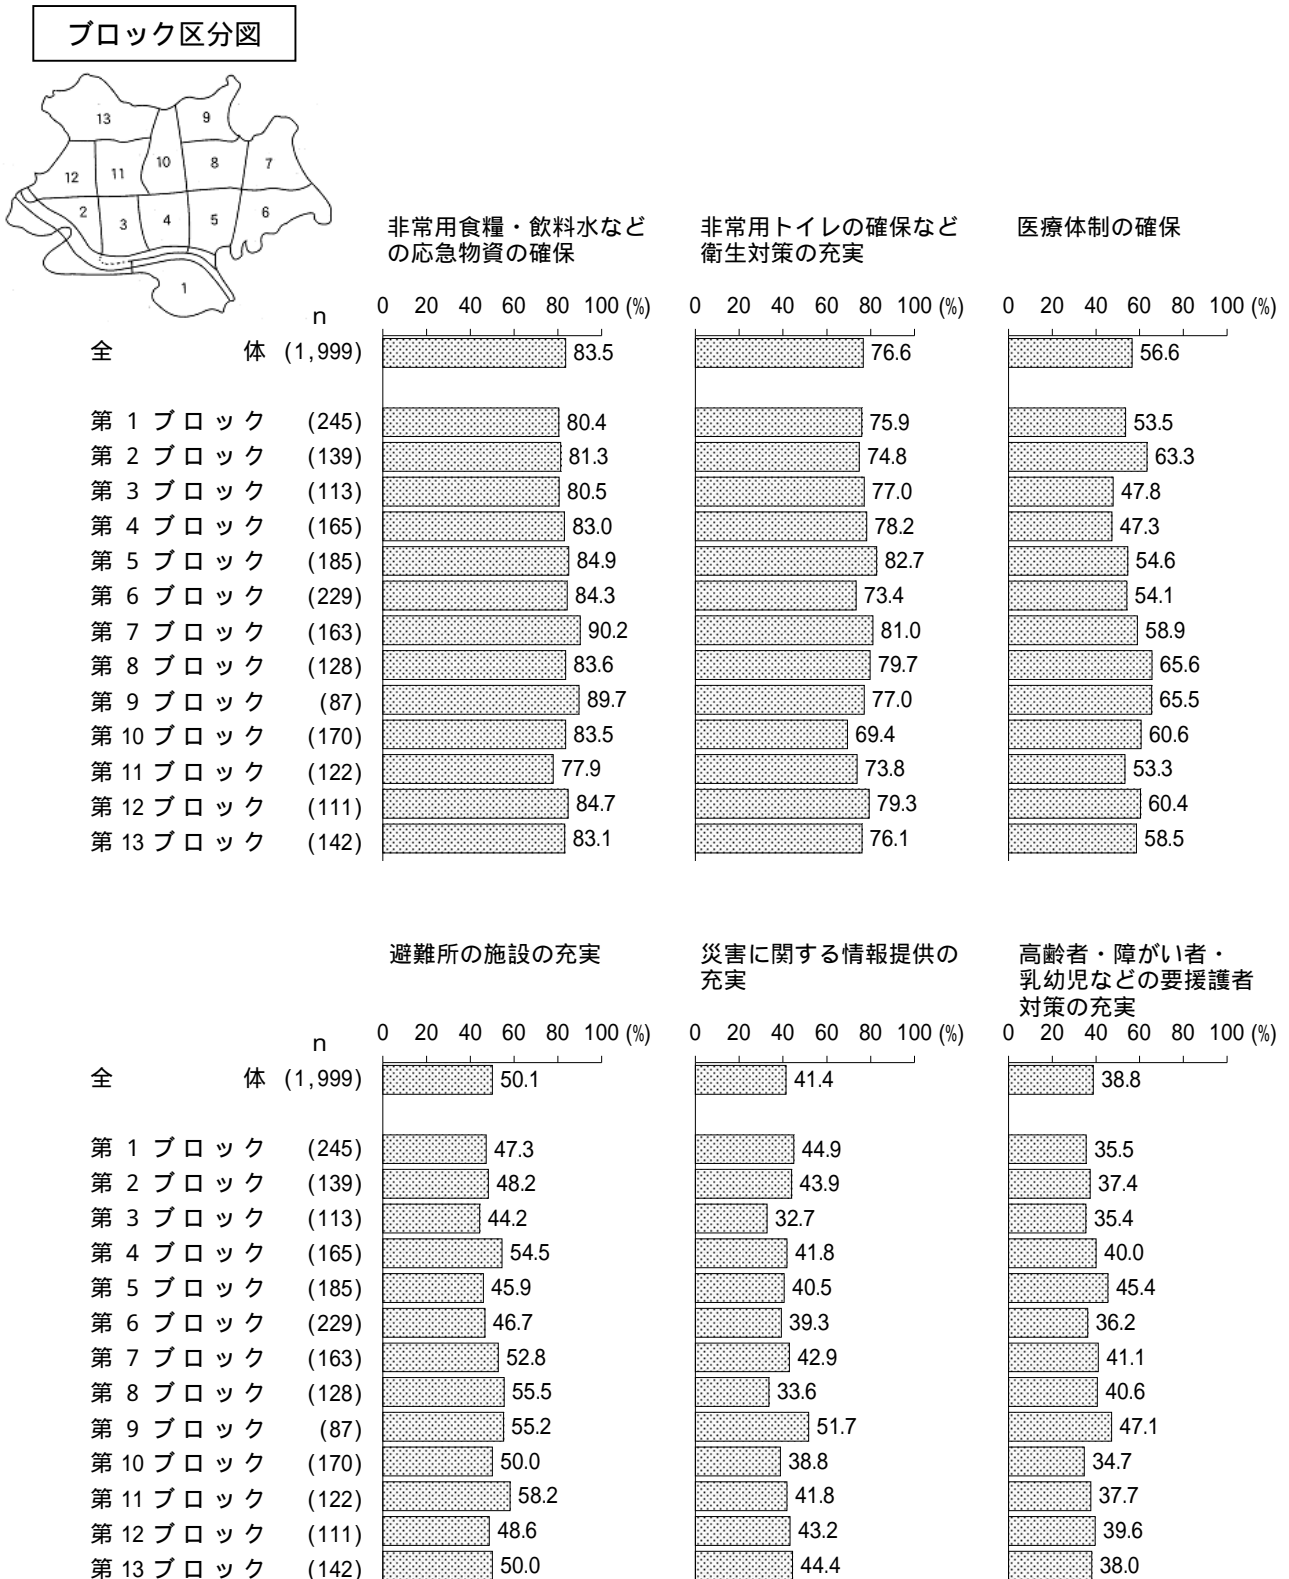 ブロック区分図
13
9
10
8
7
12
11
2
3
4
5
6
1
非常用食糧・飲料水など
の応急物資の確保
非常用トイレの確保など
衛生対策の充実
医療体制の確保
n
0 20 40 60 80 100 (%)
0 20 40 60 80 100 (%)
0 20 40 60 80 100 (%)
全体 (1,999) 83.5 76.6 56.6
第 1 ブロック (245) 80.4 75.9 53.5
第 2 ブロック (139) 81.3 74.8 63.3
第 3 ブロック (113) 80.5 77.0 47.8
第 4 ブロック (165) 83.0 78.2 47.3
第 5 ブロック (185) 84.9 82.7 54.6
第 6 ブロック (229) 84.3 73.4 54.1
第 7 ブロック (163) 90.2 81.0 58.9
第 8 ブロック (128) 83.6 79.7 65.6
第 9 ブロック (87) 89.7 77.0 65.5
第 10 ブロック (170) 83.5 69.4 60.6
第 11 ブロック (122) 77.9 73.8 53.3
第 12 ブロック (111) 84.7 79.3 60.4
第 13 ブロック (142) 83.1 76.1 58.5
避難所の施設の充実
災害に関する情報提供の
充実
高齢者・障がい者・
乳幼児などの要援護者
対策の充実
n
0 20 40 60 80 100 (%)
0 20 40 60 80 100 (%)
0 20 40 60 80 100 (%)
全体 (1,999) 50.1 41.4 38.8
第 1 ブロック (245) 47.3 44.9 35.5
第 2 ブロック (139) 48.2 43.9 37.4
第 3 ブロック (113) 44.2 32.7 35.4
第 4 ブロック (165) 54.5 41.8 40.0
第 5 ブロック (185) 45.9 40.5 45.4
第 6 ブロック (229) 46.7 39.3 36.2
第 7 ブロック (163) 52.8 42.9 41.1
第 8 ブロック (128) 55.5 33.6 40.6
第 9 ブロック (87) 55.2 51.7 47.1
第 10 ブロック (170) 50.0 38.8 34.7
第 11 ブロック (122) 58.2 41.8 37.7
第 12 ブロック (111) 48.6 43.2 39.6
第 13 ブロック (142) 50.0 44.4 38.0